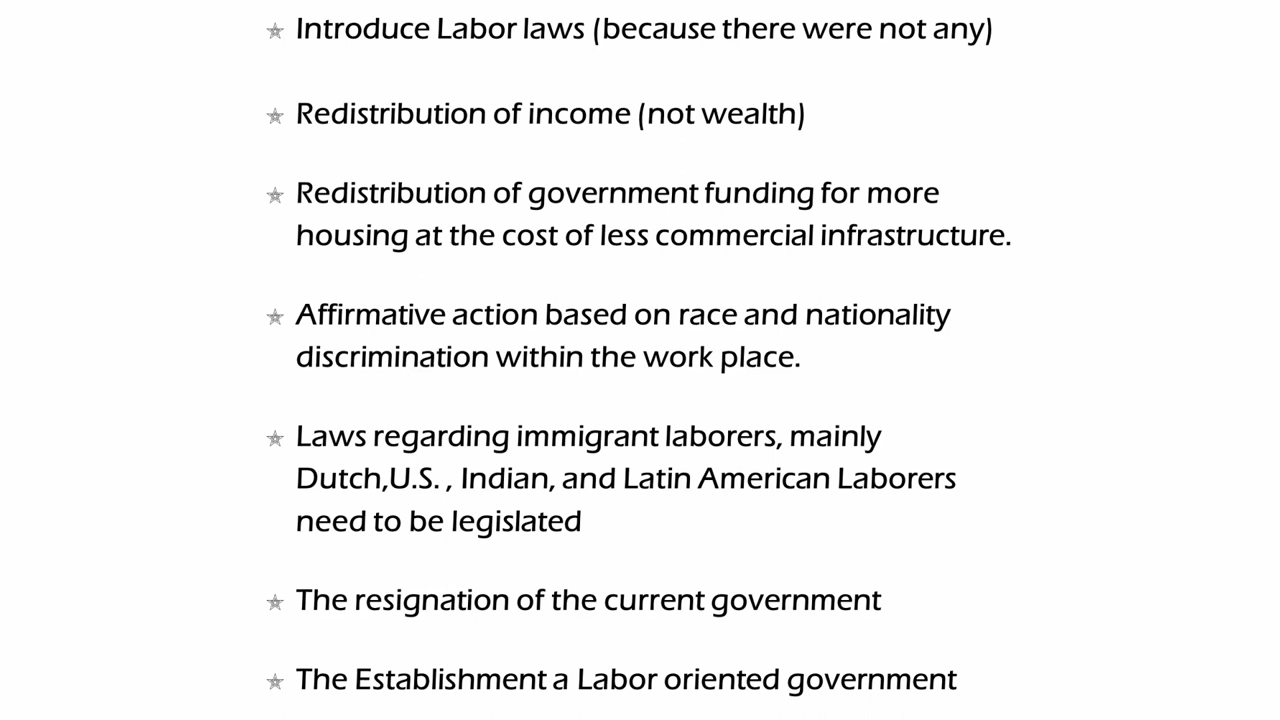 Introduce Labor laws (because there were not any)
Redistribution of income (not wealth)
Redistribution of government funding for more
housing at the cost of less commercial infrastructure.
Affirmative action based on race and nationality
discrimination within the work place.
Laws regarding immigrant laborers, mainly
Dutch,U.S. , Indian, and Latin American Laborers
need to be legislated
The resignation of the current government
The Establishment a Labor oriented government